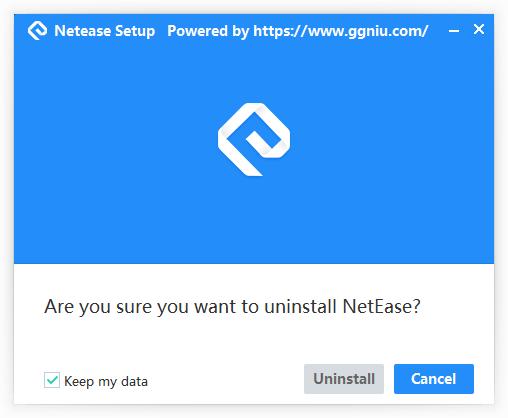 Netease Setup Powered by https://www.ggniu.com/
Are you sure you want to uninstall NetEase?
Keep my data
Uninstall
Cancel